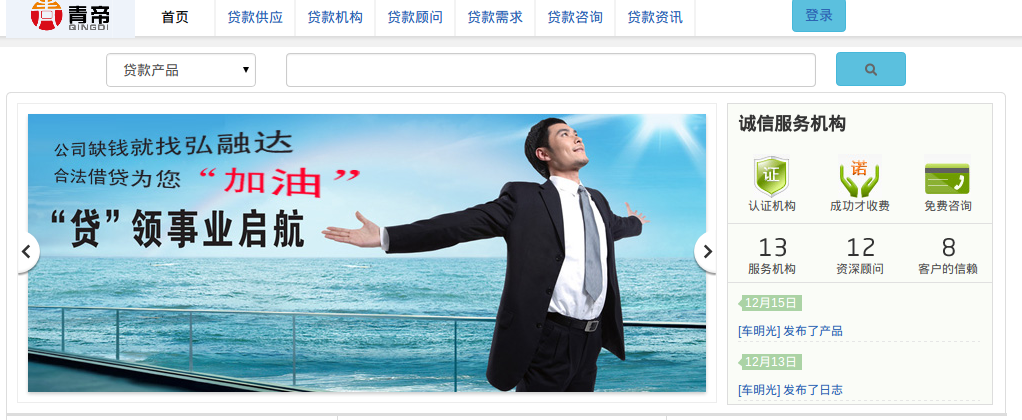 青帝
QINGDI
首页 贷款供应 贷款机构 贷款顾问 贷款需求 贷款咨询 贷款资讯 登录
贷款产品
公司缺钱就找弘融达
合法借贷为您“加油”
“贷”领事业启航
诚信服务机构
证 诺
认证机构 成功才收费 免费咨询
13 12 8
服务机构 资深顾问 客户的信赖
12月15日
[车明光] 发布了产品
12月13日
[车明光] 发布了日志